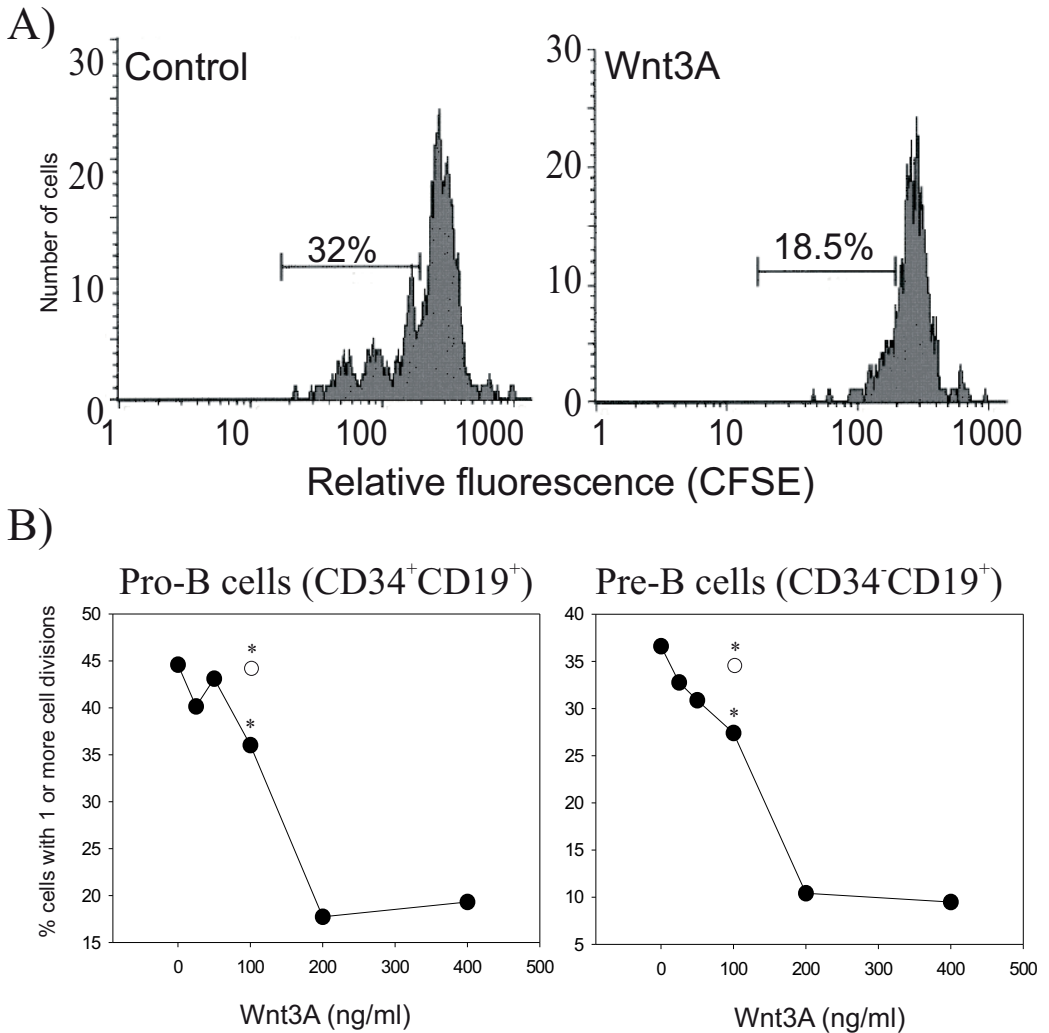 A)
Control
Wnt3A
30
20
10
0
Number of cells
32%
1 10 100 1000
30
20
10
0
18.5%
1 10 100 1000
Relative fluorescence (CFSE)
B)
Pro-B cells (CD34⁺CD19⁺)
Pre-B cells (CD34⁻CD19⁺)
% cells with 1 or more cell divisions
50
45
40
35
30
25
20
15
*
*
0 100 200 300 400 500
Wnt3A (ng/ml)
40
35
30
25
20
15
10
5
*
*
0 100 200 300 400 500
Wnt3A (ng/ml)